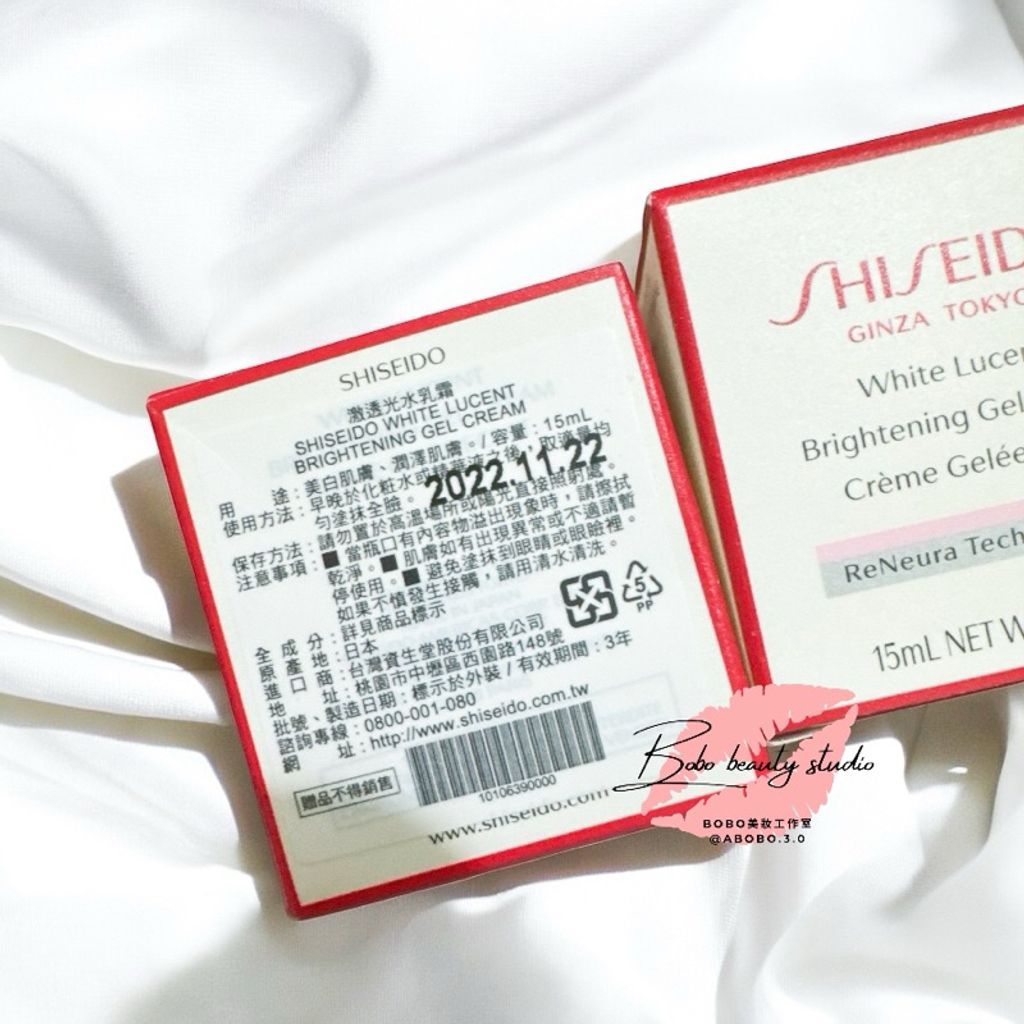 SHISEIDO
激透光水乳霜
SHISEIDO WHITE LUCENT
BRIGHTENING GEL CREAM
用 途：美白肌膚、潤澤肌膚。/ 容量：15mL
使用方法：早晚於化粧水或精華液之後，取適量均
勻塗抹全臉。
2022.11.22
保存方法：請勿置於高溫場所或陽光直接照射處。
注意事項：■當瓶口有內容物溢出現象時，請擦拭
乾淨。■肌膚如有出現異常或不適請暫
停使用。■避免塗抹到眼睛或眼瞼裡。
如果不慎發生接觸，請用清水清洗。
全 成 分：詳見商品標示
原 產 地：日本
進 口 商：台灣資生堂股份有限公司
地 址：桃園市中壢區西園路148號
批號、製造日期：標示於外裝 / 有效期間：3年
諮詢專線：0800-001-080
網 址：http://www.shiseido.com.tw
5
PP
贈品不得銷售
10106390000
www.shiseido.com
SHISEID
GINZA TOKYO
White Lucen
Brightening Gel
Crème Gelée
ReNeura Tech
15mL NET W
Bobo beauty studio
BOBO美妝工作室
@ABOBO.3.0